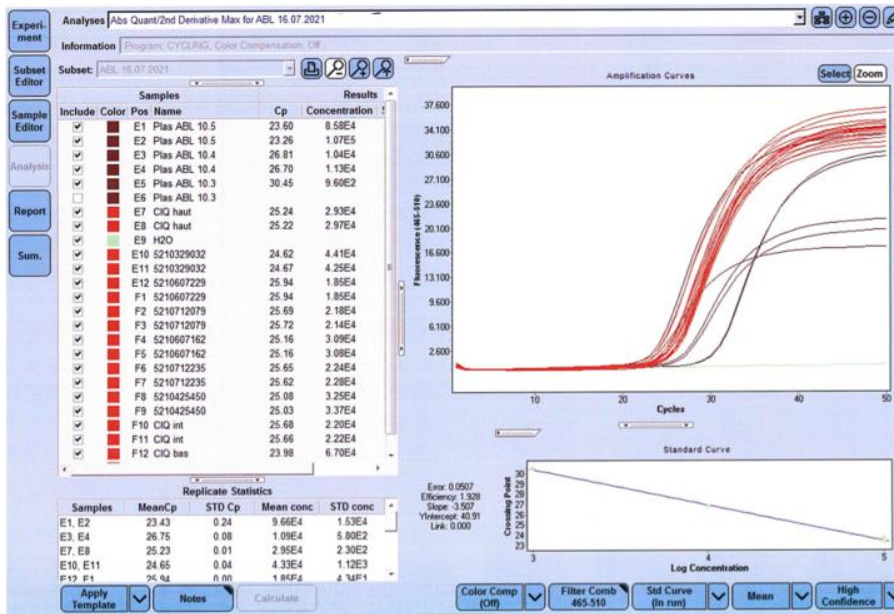 Experi-
ment
Subset
Editor
Sample
Editor
Analysis
Report
Sum.
Analyses Abs Quant/2nd Derivative Max for ABL 16.07.2021
Information Program: CYCLING, Color Compensation: Off
Subset: ABL 16.07.2021
Samples Results
Include Color Pos Name Cp Concentration
E1 Plas ABL 10.5 23.60 8.58E4
E2 Plas ABL 10.5 23.26 1.07E5
E3 Plas ABL 10.4 26.81 1.04E4
E4 Plas ABL 10.4 26.70 1.13E4
E5 Plas ABL 10.3 30.45 9.60E2
E6 Plas ABL 10.3
E7 CIQ haut 25.24 2.93E4
E8 CIQ haut 25.22 2.97E4
E9 H2O
E10 5210329032 24.62 4.41E4
E11 5210329032 24.67 4.25E4
E12 5210607229 25.94 1.85E4
F1 5210607229 25.94 1.85E4
F2 5210712079 25.69 2.18E4
F3 5210712079 25.72 2.14E4
F4 5210607162 25.16 3.09E4
F5 5210607162 25.16 3.08E4
F6 5210712235 25.65 2.24E4
F7 5210712235 25.62 2.28E4
F8 5210425450 25.08 3.25E4
F9 5210425450 25.03 3.37E4
F10 CIQ int 25.68 2.20E4
F11 CIQ int 25.66 2.22E4
F12 CIQ bas 23.98 6.70E4
Replicate Statistics
Samples MeanCp STD Cp Mean conc STD conc
E1, E2 23.43 0.24 9.66E4 1.53E4
E3, E4 26.75 0.08 1.09E4 5.80E2
E7, E8 25.23 0.01 2.95E4 2.30E2
E10, E11 24.65 0.04 4.33E4 1.12E3
E12, F1 25.94 0.00 1.85E4 4.34E1
Apply
Template
Notes
Calculate
Amplification Curves
Select Zoom
Fluorescence (465-510)
37.600
34.100
30.600
27.100
20.100
16.600
13.100
9.600
6.100
2.600
10 20 30 40 50
Cycles
Standard Curve
Error: 0.0507
Efficiency: 1.928
Slope: -3.507
YIntercept: 40.91
Link: 0.000
Crossing Point
30
29
28
27
26
25
24
23
3 4 5
Log Concentration
Color Comp
(Off)
Filter Comb
465-510
Std Curve
(In run)
Mean
High
Confidence